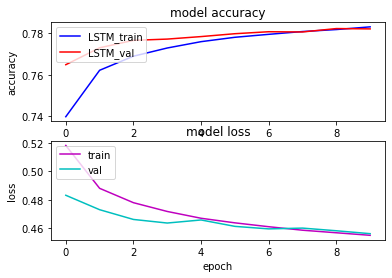 model accuracy
0.78
0.76
0.74
accuracy
LSTM_train
LSTM_val
0 2 4 6 8
model loss
0.52
0.50
0.48
0.46
loss
train
val
0 2 4 6 8
epoch